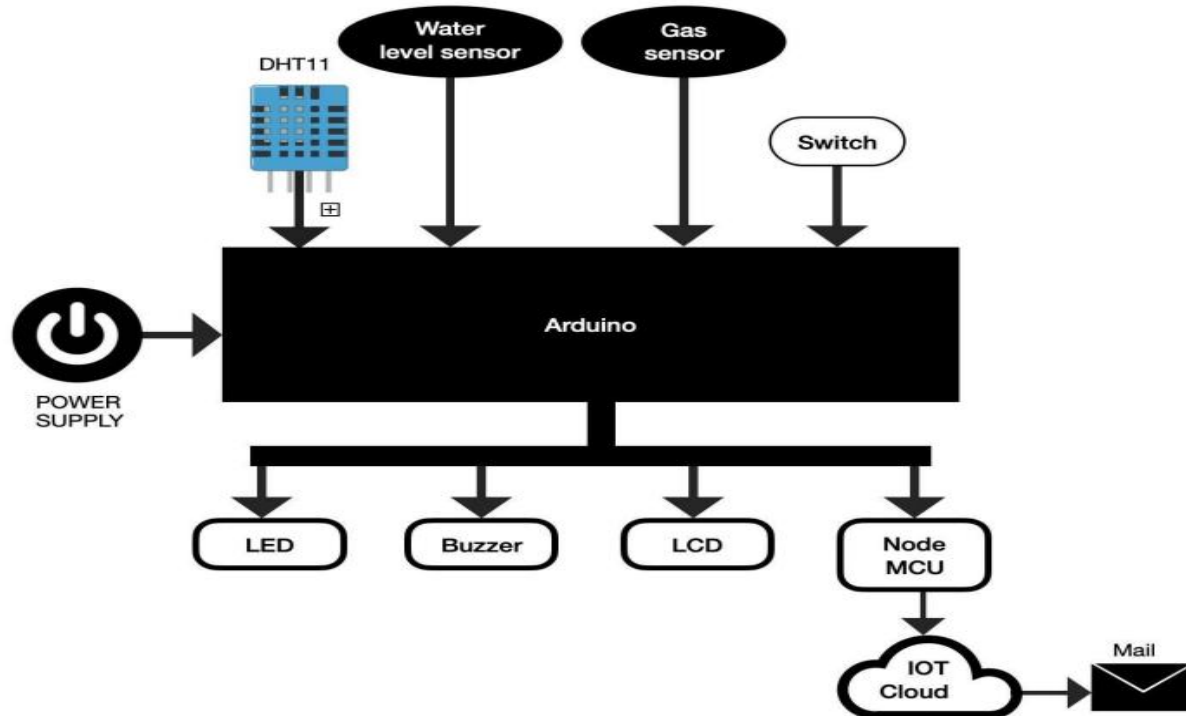 Water
level sensor
Gas
sensor
DHT11
Switch
Arduino
POWER
SUPPLY
LED
Buzzer
LCD
Node
MCU
IOT
Cloud
Mail